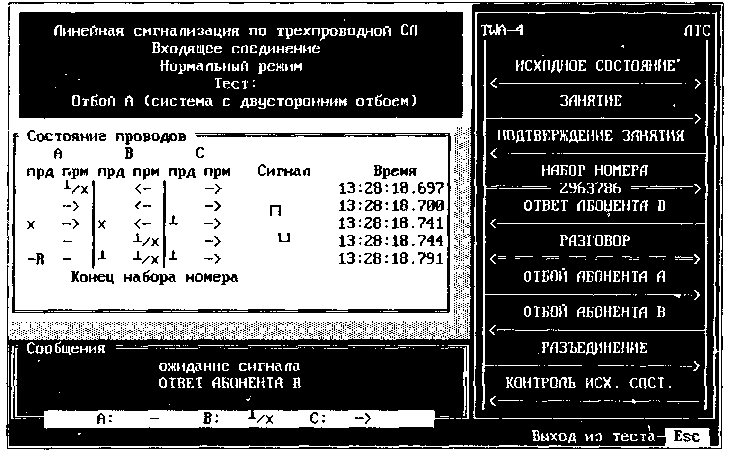 Линейная сигнализация по трехпроводной СЛ
Входящее соединение
Нормальный режим
Тест:
Отбой А (система с двусторонним отбоем)
Состояние проводов
A B C
прд прм прд прм прд прм Сигнал Время
┴/x <- -> 13:28:18.697
-> <- -> ⊓ 13:28:18.700
x -> x <- ┴ -> 13:28:18.741
- ┴/x -> ⊔ 13:28:18.744
-R - ┴ ┴/x ┴ -> 13:28:18.791
Конец набора номера
Сообщения
ожидание сигнала
ОТВЕТ АБОНЕНТА B
A: - B: ┴/x C: ->
TWA-4 ЛТС
ИСХОДНОЕ СОСТОЯНИЕ
ЗАНЯТИЕ
ПОДТВЕРЖДЕНИЕ ЗАНЯТИЯ
НАБОР НОМЕРА
2963786
ОТВЕТ АБОНЕНТА B
РАЗГОВОР
ОТБОЙ АБОНЕНТА А
ОТБОЙ АБОНЕНТА B
РАЗЪЕДИНЕНИЕ
КОНТРОЛЬ ИСХ. СОСТ.
Выход из теста- Esc